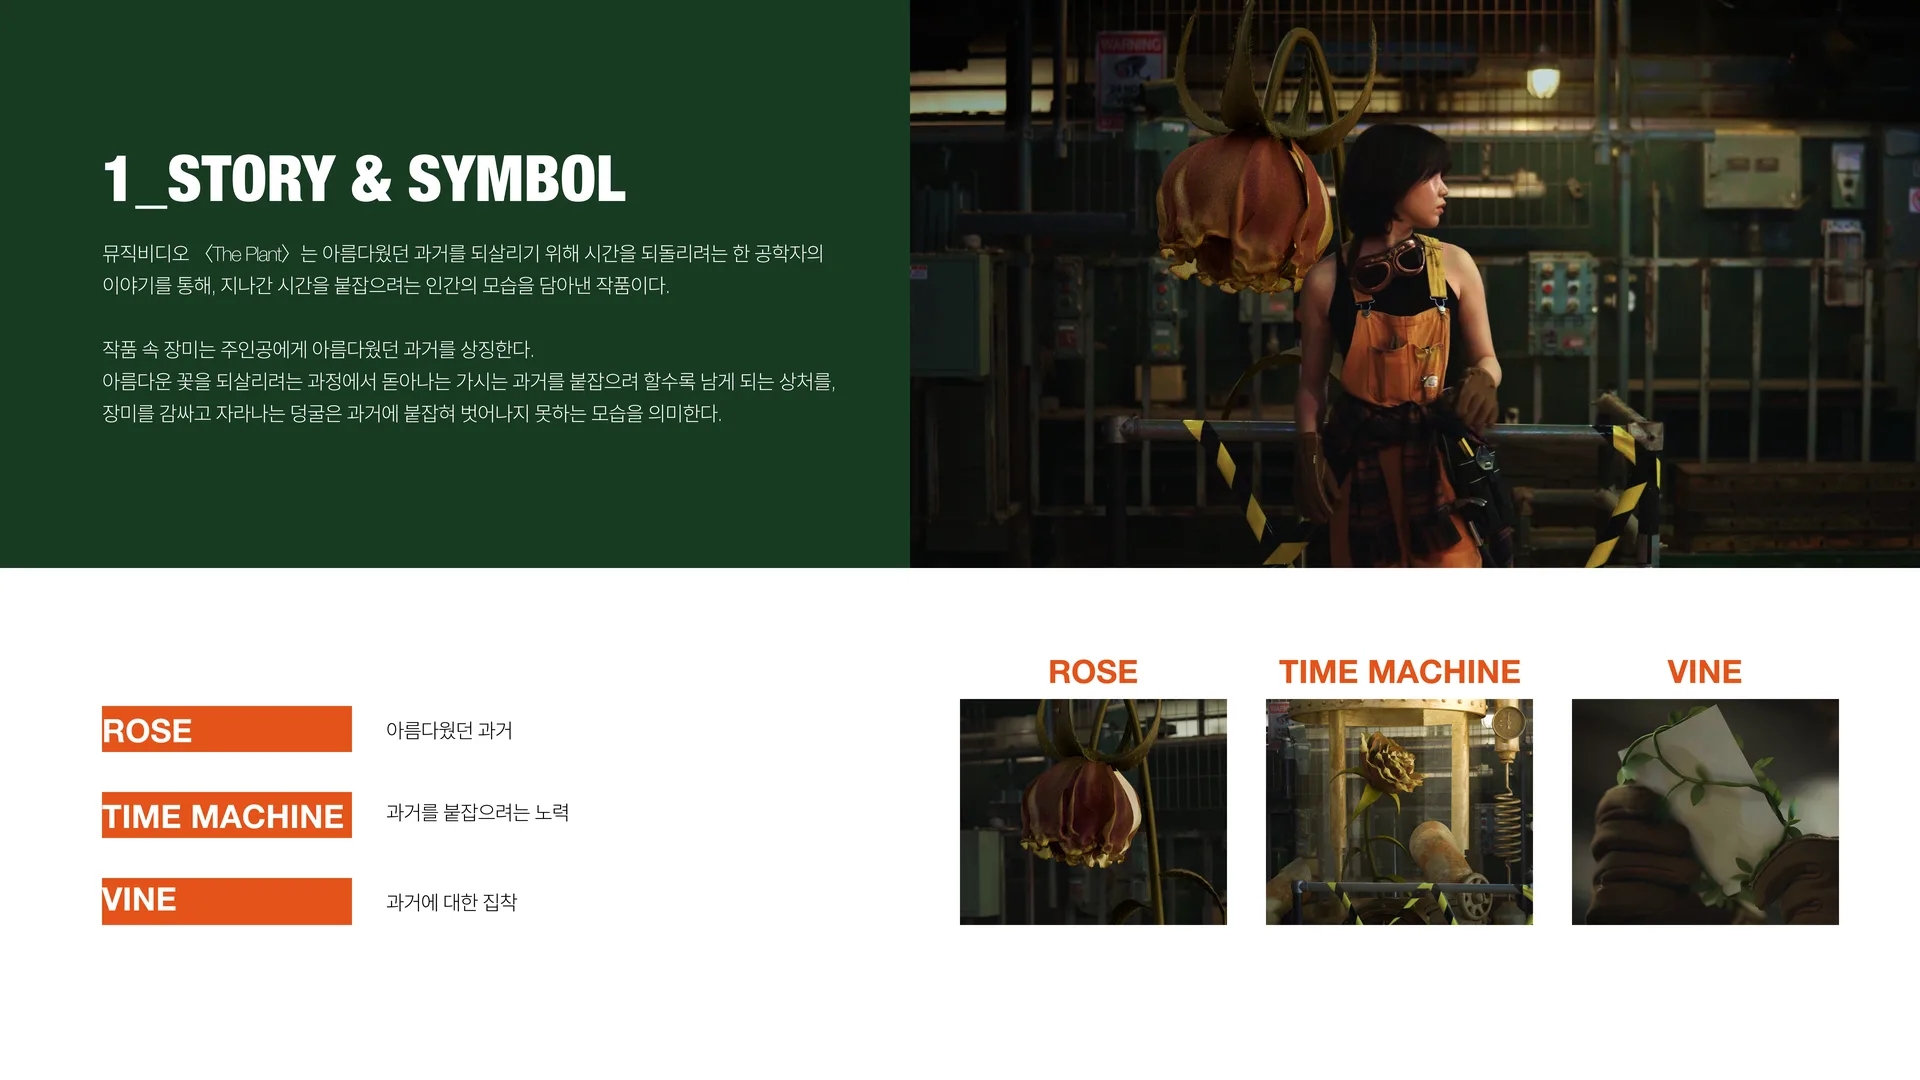 1_STORY & SYMBOL
뮤직비디오 〈The Plant〉는 아름다웠던 과거를 되살리기 위해 시간을 되돌리려는 한 공학자의
이야기를 통해, 지나간 시간을 붙잡으려는 인간의 모습을 담아낸 작품이다.
작품 속 장미는 주인공에게 아름다웠던 과거를 상징한다.
아름다운 꽃을 되살리려는 과정에서 돋아나는 가시는 과거를 붙잡으려 할수록 남게 되는 상처를,
장미를 감싸고 자라나는 덩굴은 과거에 붙잡혀 벗어나지 못하는 모습을 의미한다.
WARNING
ROSE
아름다웠던 과거
TIME MACHINE
과거를 붙잡으려는 노력
VINE
과거에 대한 집착
ROSE
TIME MACHINE
VINE